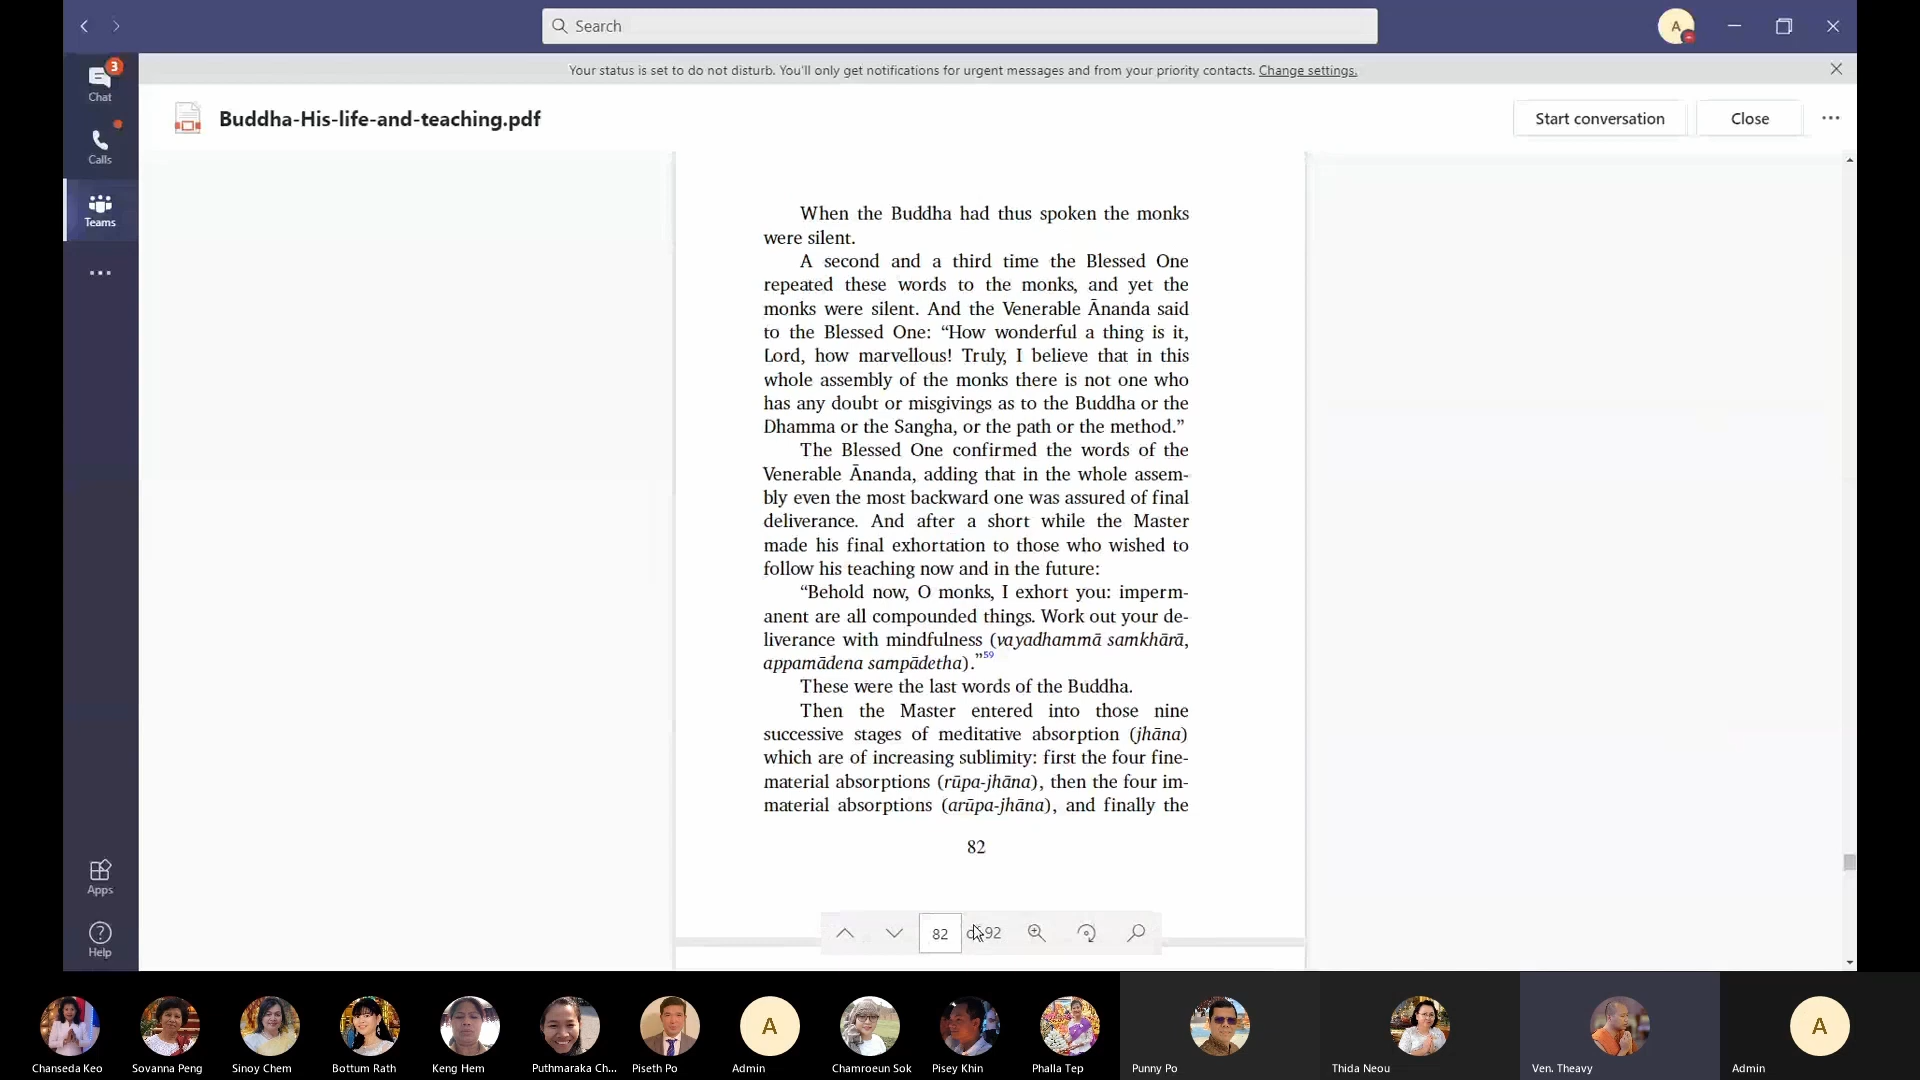 Search
A
Your status is set to do not disturb. You'll only get notifications for urgent messages and from your priority contacts. Change settings.
3
Chat
Calls
Teams
Apps
Help
Buddha-His-life-and-teaching.pdf
Start conversation
Close
When the Buddha had thus spoken the monks
were silent.
A second and a third time the Blessed One
repeated these words to the monks, and yet the
monks were silent. And the Venerable Ānanda said
to the Blessed One: “How wonderful a thing is it,
Lord, how marvellous! Truly, I believe that in this
whole assembly of the monks there is not one who
has any doubt or misgivings as to the Buddha or the
Dhamma or the Sangha, or the path or the method.”
The Blessed One confirmed the words of the
Venerable Ānanda, adding that in the whole assem-
bly even the most backward one was assured of final
deliverance. And after a short while the Master
made his final exhortation to those who wished to
follow his teaching now and in the future:
“Behold now, O monks, I exhort you: imperm-
anent are all compounded things. Work out your de-
liverance with mindfulness (vayadhammā samkhārā,
appamādena sampādetha).”59
These were the last words of the Buddha.
Then the Master entered into those nine
successive stages of meditative absorption (jhāna)
which are of increasing sublimity: first the four fine-
material absorptions (rūpa-jhāna), then the four im-
material absorptions (arūpa-jhāna), and finally the
82
82 92
A
A
Chanseda Keo
Sovanna Peng
Sinoy Chem
Bottum Rath
Keng Hem
Puthmaraka Ch...
Piseth Po
Admin
Chamroeun Sok
Pisey Khin
Phalla Tep
Punny Po
Thida Neou
Ven. Theavy
Admin